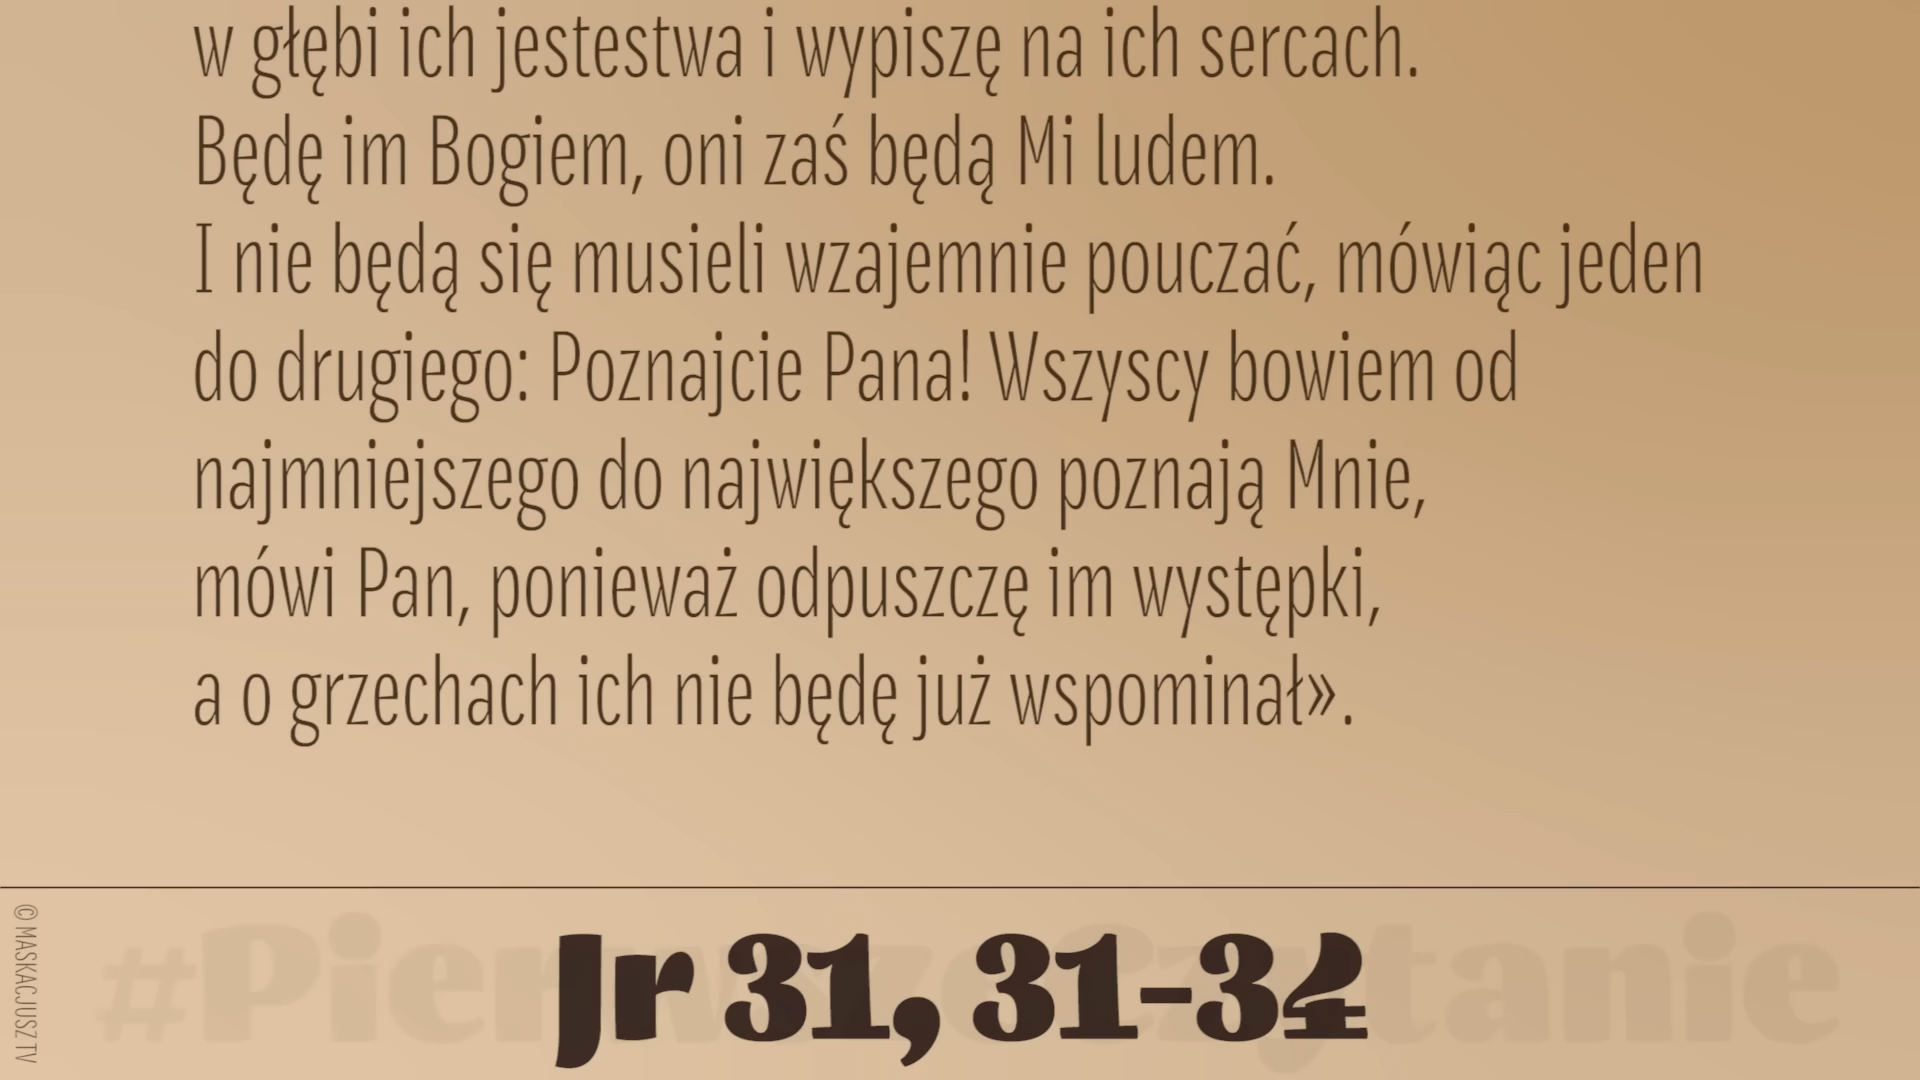 w głębi ich jestestwa i wypiszę na ich sercach.
Będę im Bogiem, oni zaś będą Mi ludem.
I nie będą się musieli wzajemnie pouczać, mówiąc jeden
do drugiego: Poznajcie Pana! Wszyscy bowiem od
najmniejszego do największego poznają Mnie,
mówi Pan, ponieważ odpuszczę im występki,
a o grzechach ich nie będę już wspominał».
#PierwszeCzytanie
Jr 31, 31-34
© MASKACJUSZ TV